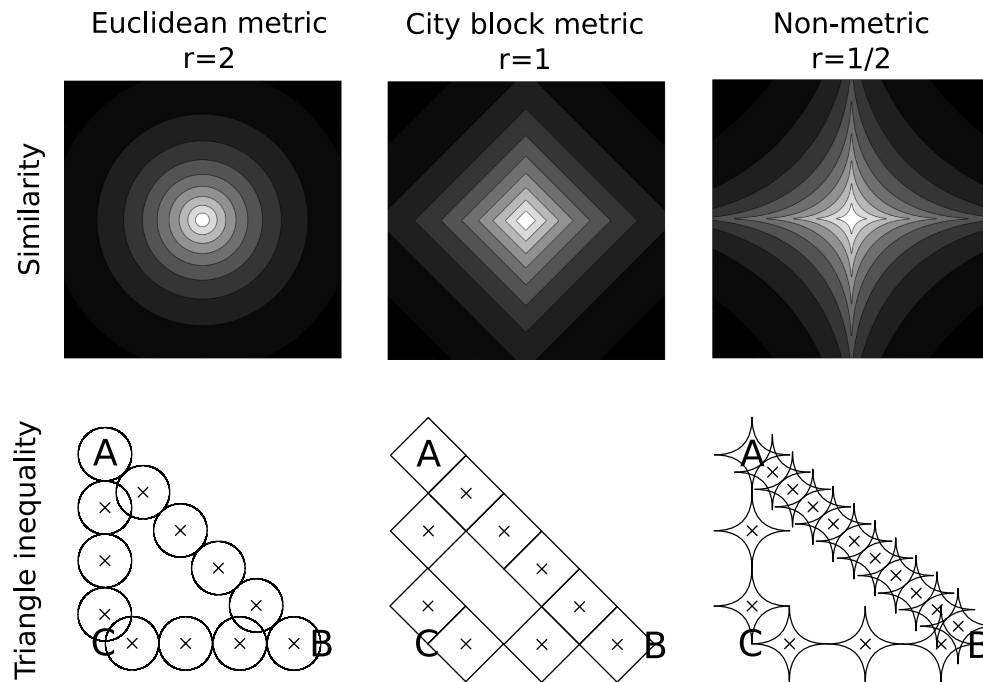 Euclidean metric
r=2
City block metric
r=1
Non-metric
r=1/2
Similarity
Triangle inequality
A
C
B
A
C
B
A
C
B